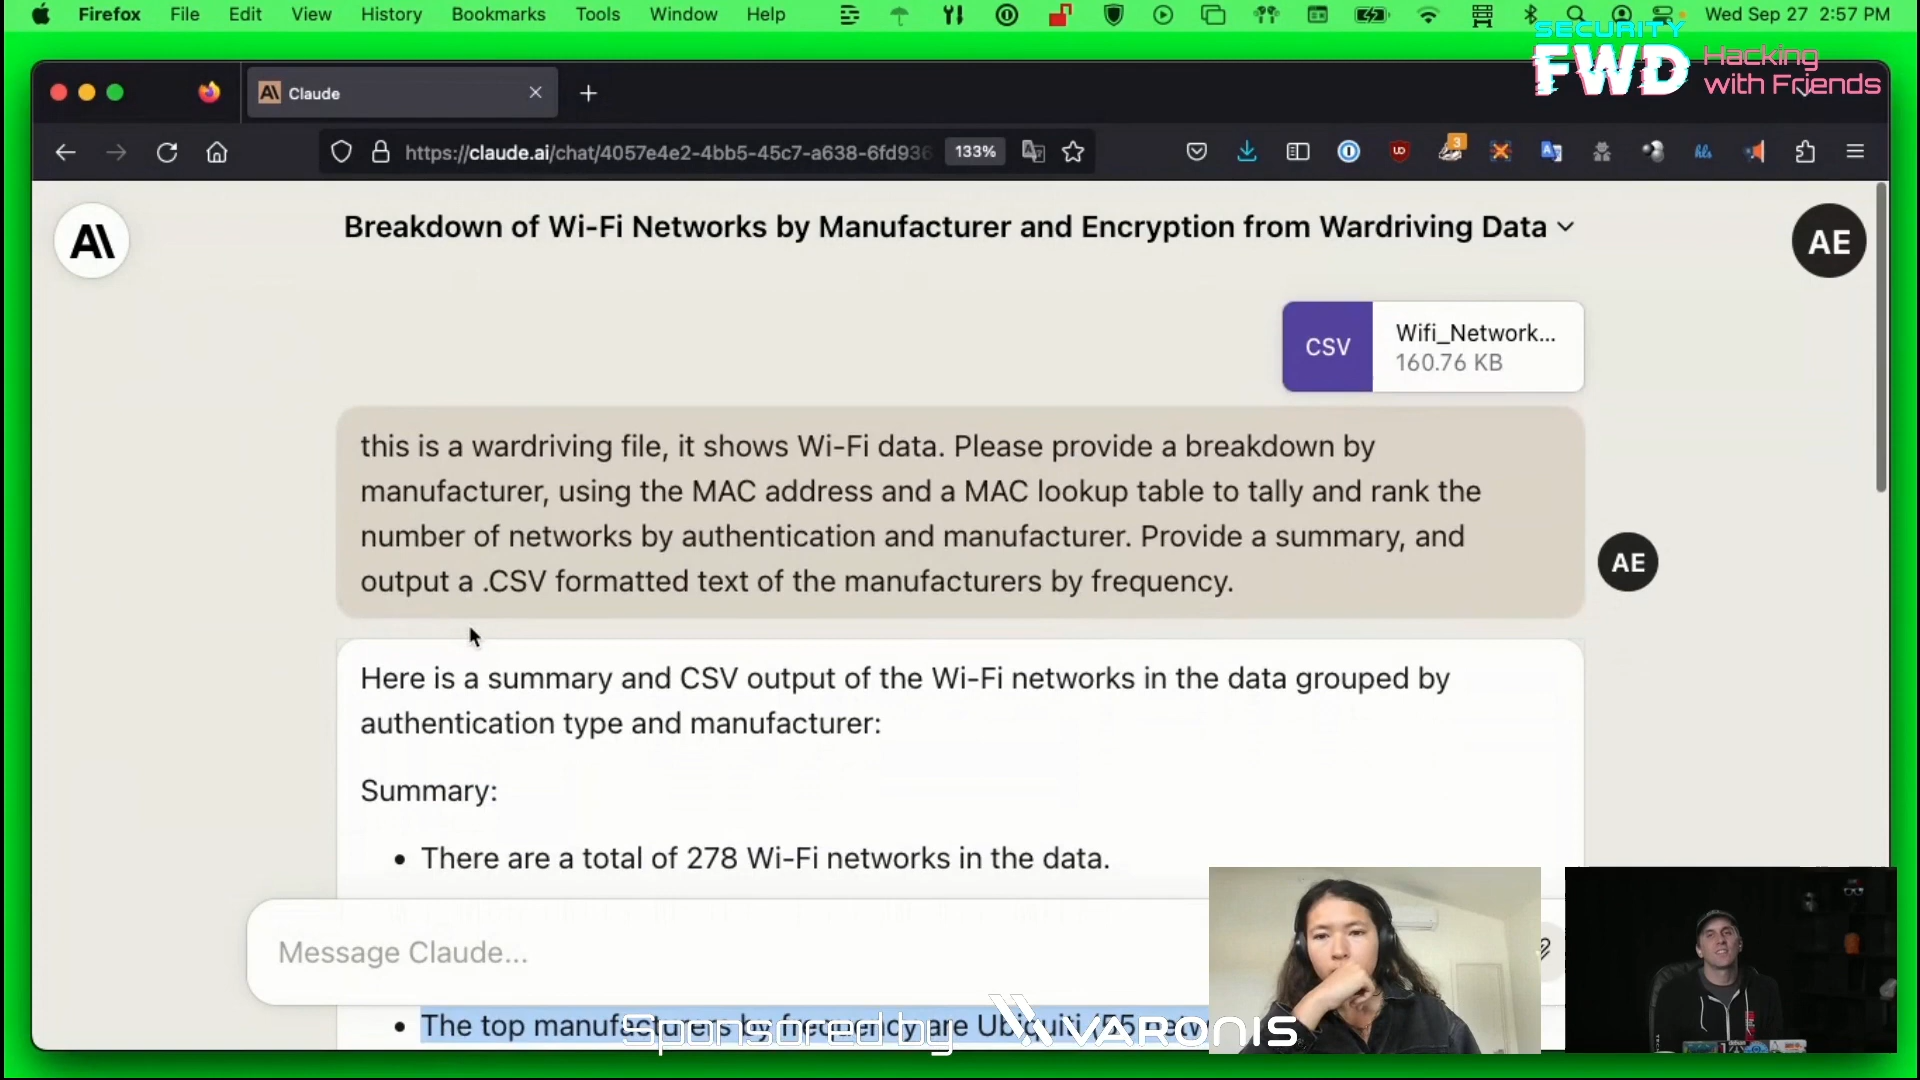 Firefox File Edit View History Bookmarks Tools Window Help Wed Sep 27 2:57 PM
SECURITY
FWD Hacking
with Friends
A\ Claude
https://claude.ai/chat/4057e4e2-4bb5-45c7-a638-6fd936 133% 3
A\ Breakdown of Wi-Fi Networks by Manufacturer and Encryption from Wardriving Data AE
CSV Wifi_Network...
160.76 KB
this is a wardriving file, it shows Wi-Fi data. Please provide a breakdown by
manufacturer, using the MAC address and a MAC lookup table to tally and rank the
number of networks by authentication and manufacturer. Provide a summary, and
output a .CSV formatted text of the manufacturers by frequency.
AE
Here is a summary and CSV output of the Wi-Fi networks in the data grouped by
authentication type and manufacturer:
Summary:
• There are a total of 278 Wi-Fi networks in the data.
Message Claude...
• The top manufacturers by frequency are Ubiquiti (55 netw
Sponsored by VARONIS